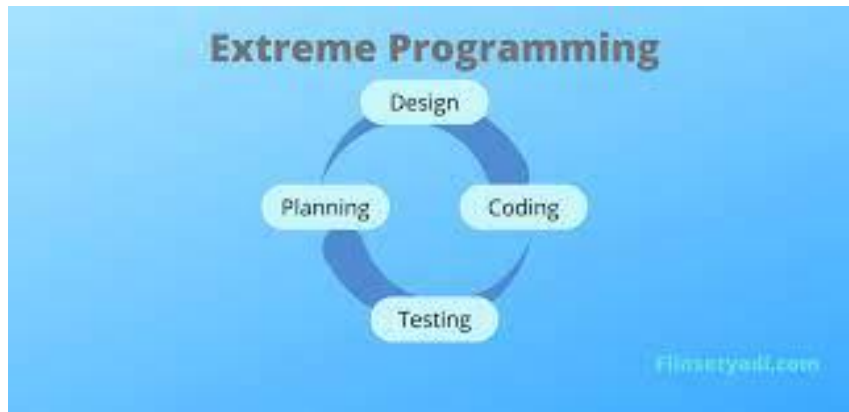 Extreme Programming
Design
Planning
Coding
Testing